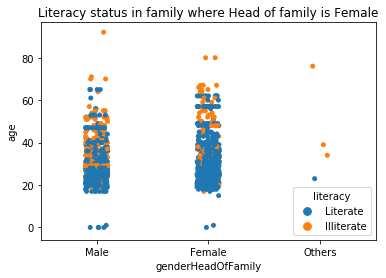 Literacy status in family where Head of family is Female
80
60
40
20
0
age
Male
Female
Others
genderHeadOfFamily
literacy
Literate
Illiterate